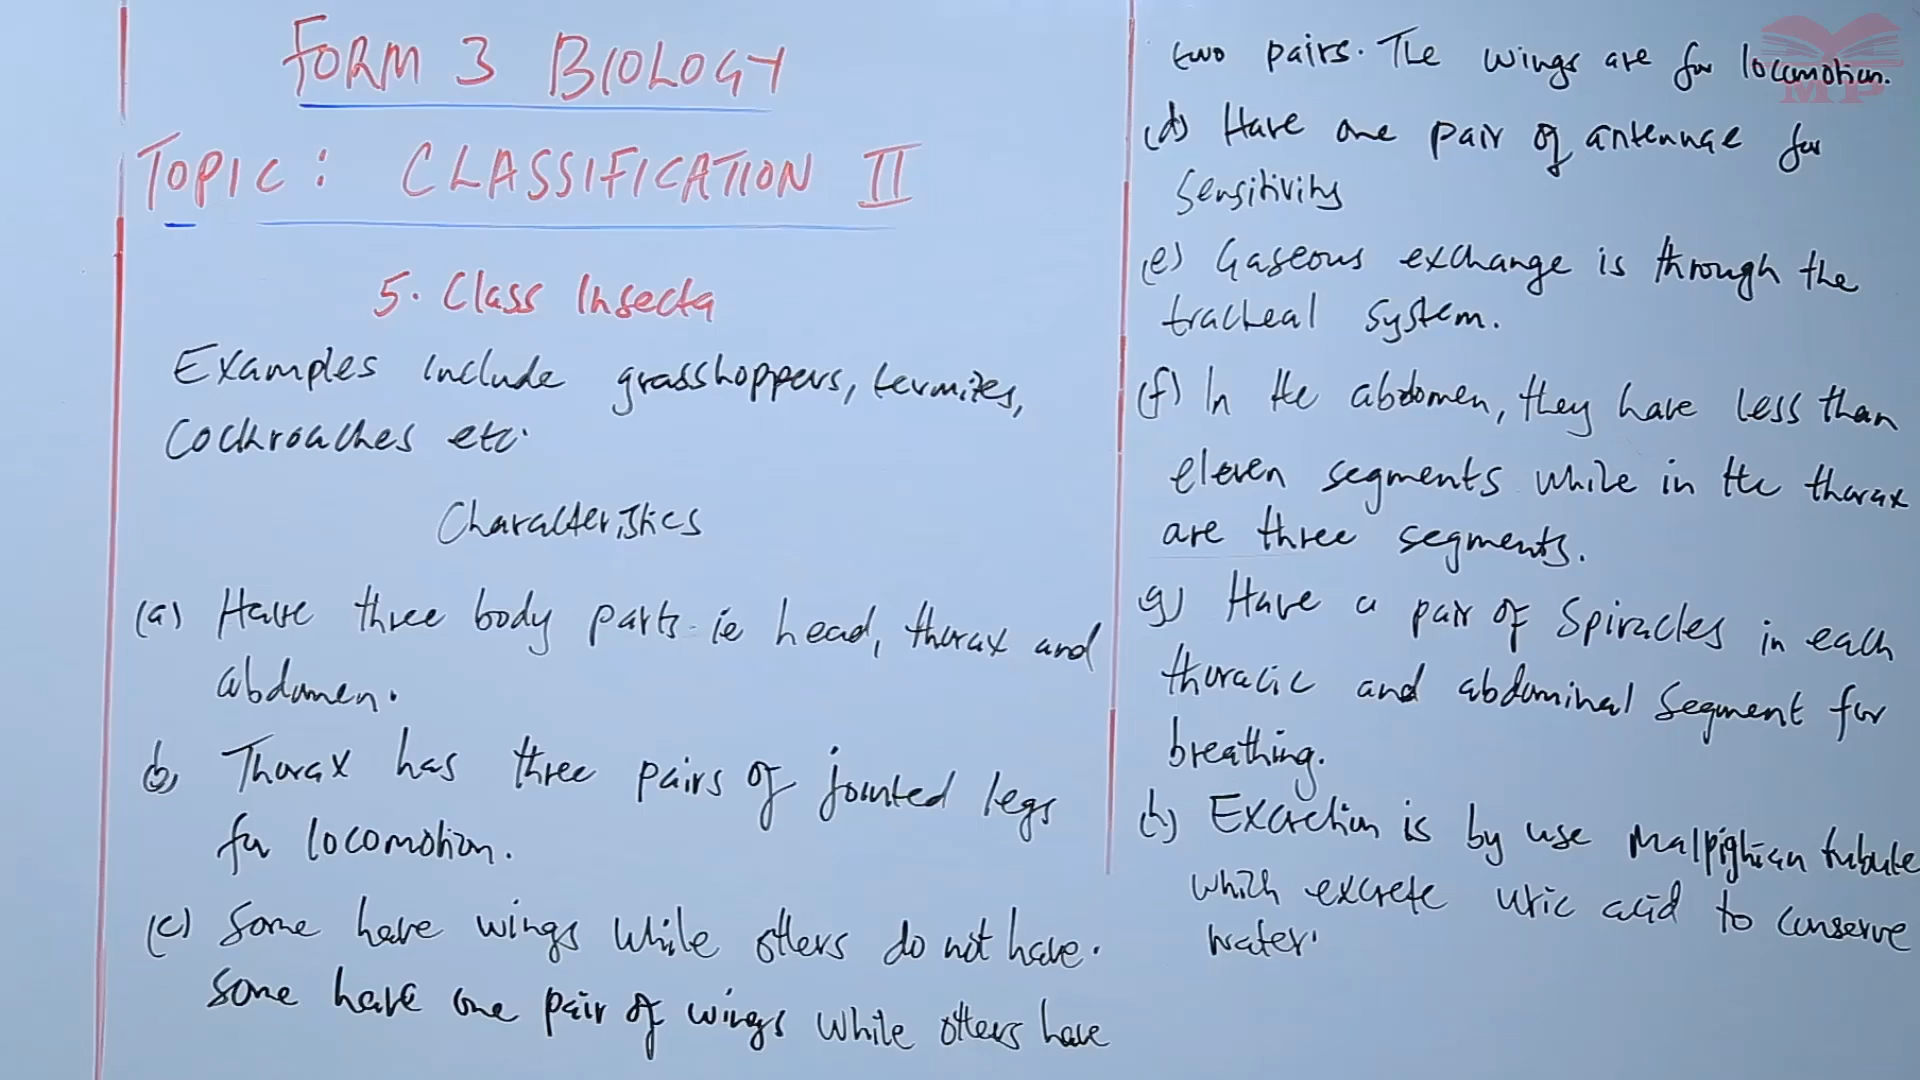 FORM 3 BIOLOGY
TOPIC: CLASSIFICATION II
5. Class Insecta
Examples include grasshoppers, termites,
Cockroaches etc.
Characteristics
(a) Have three body parts ie head, thorax and
abdomen.
(b) Thorax has three pairs of jointed legs
for locomotion.
(c) Some have wings while others do not have.
Some have one pair of wings while others have
two pairs. The wings are for locomotion.
(d) Have one pair of antennae for
Sensitivity
(e) Gaseous exchange is through the
tracheal system.
(f) In the abdomen, they have less than
eleven segments while in the thorax
are three segments.
g) Have a pair of Spiracles in each
thoracic and abdominal segment for
breathing.
(h) Excretion is by use Malpighian tubule
which excrete uric acid to conserve
water.
MP